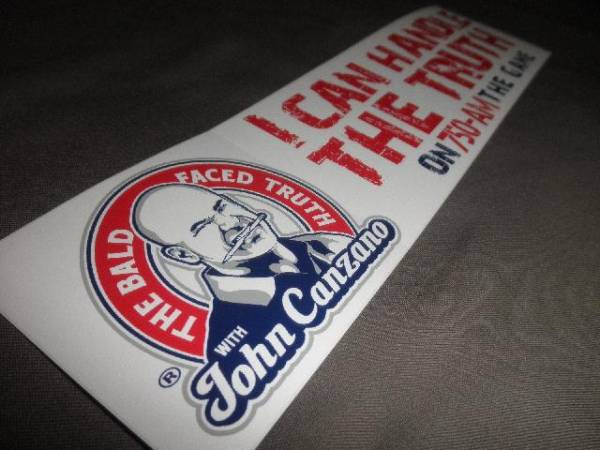 I CAN HANDLE
THE TRUTH
ON 750-AM THE GAME
THE BALD FACED TRUTH
WITH
John Canzano
®